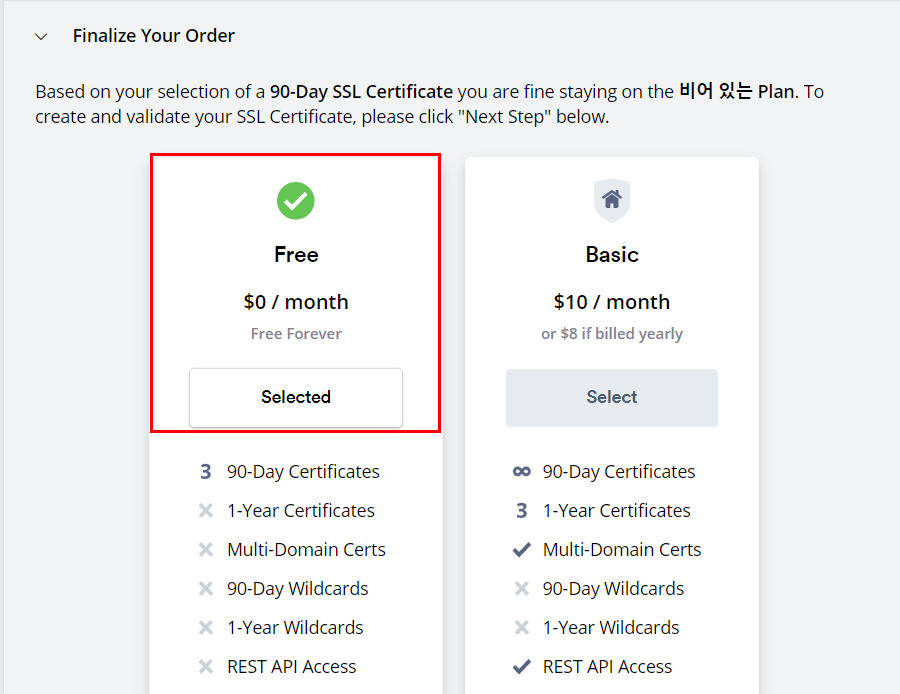 Finalize Your Order
Based on your selection of a 90-Day SSL Certificate you are fine staying on the 비어 있는 Plan. To
create and validate your SSL Certificate, please click "Next Step" below.
Free
$0 / month
Free Forever
Selected
3 90-Day Certificates
1-Year Certificates
Multi-Domain Certs
90-Day Wildcards
1-Year Wildcards
REST API Access
Basic
$10 / month
or $8 if billed yearly
Select
∞ 90-Day Certificates
3 1-Year Certificates
Multi-Domain Certs
90-Day Wildcards
1-Year Wildcards
REST API Access